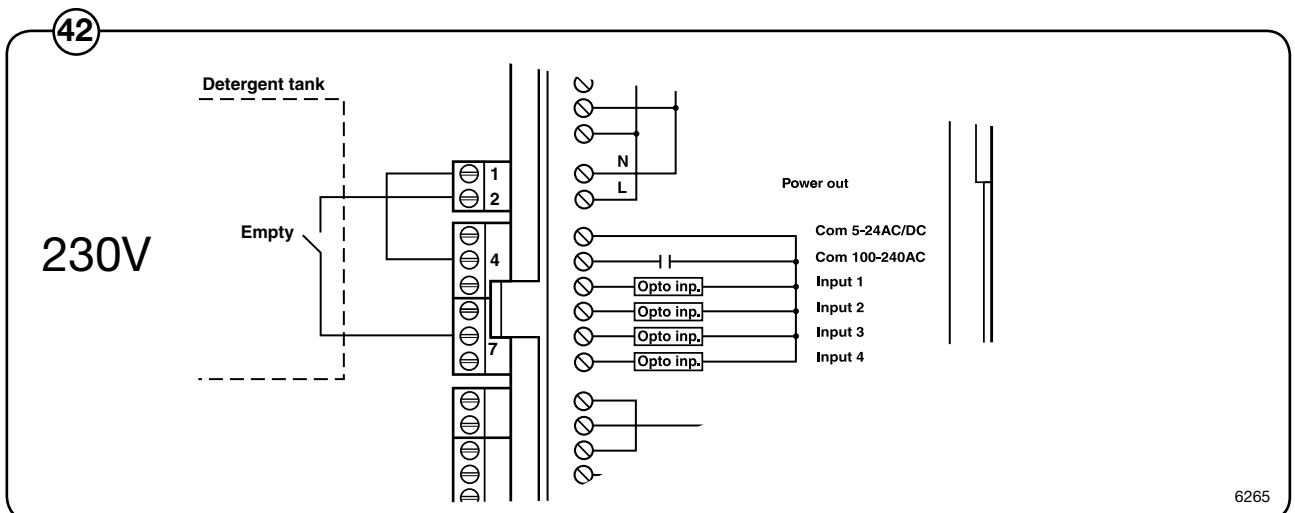 42
Detergent tank
230V
Empty
1
2
4
7
N
L
Power out
Com 5-24AC/DC
Com 100-240AC
Opto inp. Input 1
Opto inp. Input 2
Opto inp. Input 3
Opto inp. Input 4
6265